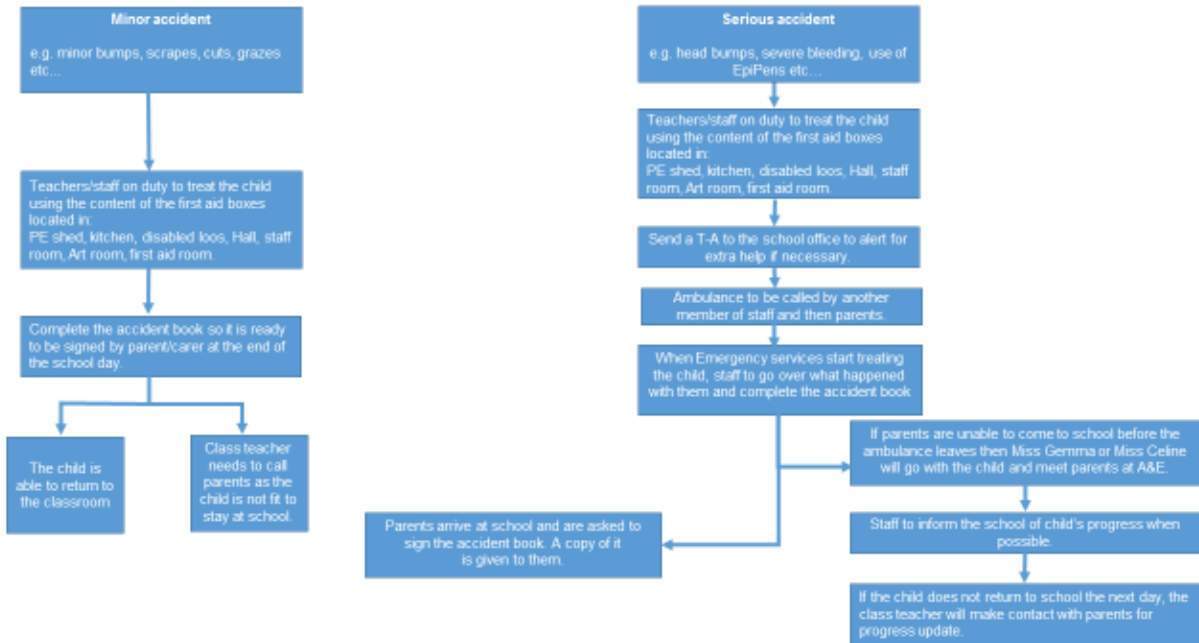 Minor accident
e.g. minor bumps, scrapes, cuts, grazes
etc...
Teachers/staff on duty to treat the child
using the content of the first aid boxes
located in:
PE shed, kitchen, disabled loos, Hall, staff
room, Art room, first aid room.
Complete the accident book so it is ready
to be signed by parent/carer at the end of
the school day.
The child is
able to return to
the classroom
Class teacher
needs to call
parents as the
child is not fit to
stay at school.
Serious accident
e.g. head bumps, severe bleeding, use of
EpiPens etc...
Teachers/staff on duty to treat the child
using the content of the first aid boxes
located in:
PE shed, kitchen, disabled loos, Hall, staff
room, Art room, first aid room.
Send a T-A to the school office to alert for
extra help if necessary.
Ambulance to be called by another
member of staff and then parents.
When Emergency services start treating
the child, staff to go over what happened
with them and complete the accident book
If parents are unable to come to school before the
ambulance leaves then Miss Gemma or Miss Celine
will go with the child and meet parents at A&E.
Parents arrive at school and are asked to
sign the accident book. A copy of it
is given to them.
Staff to inform the school of child's progress when
possible.
If the child does not return to school the next day, the
class teacher will make contact with parents for
progress update.